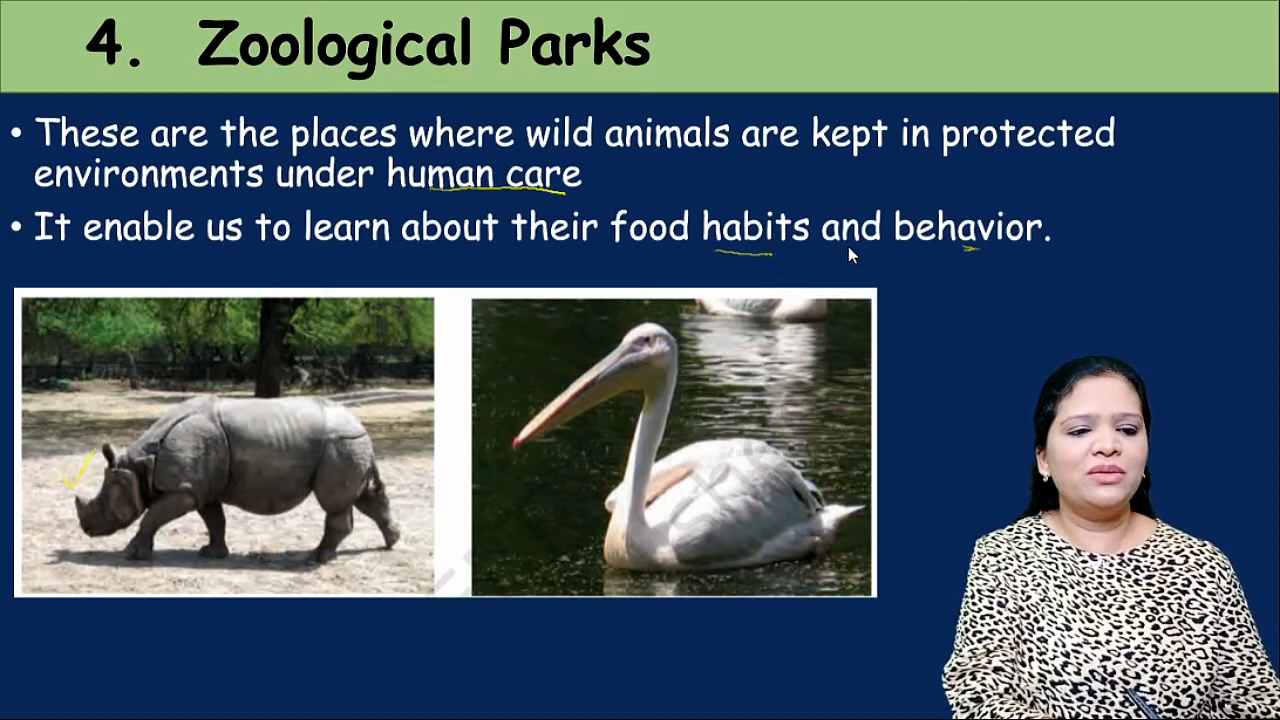 4. Zoological Parks
• These are the places where wild animals are kept in protected
environments under human care
• It enable us to learn about their food habits and behavior.